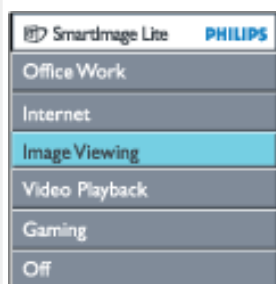 SmartImage Lite PHILIPS
Office Work
Internet
Image Viewing
Video Playback
Gaming
Off